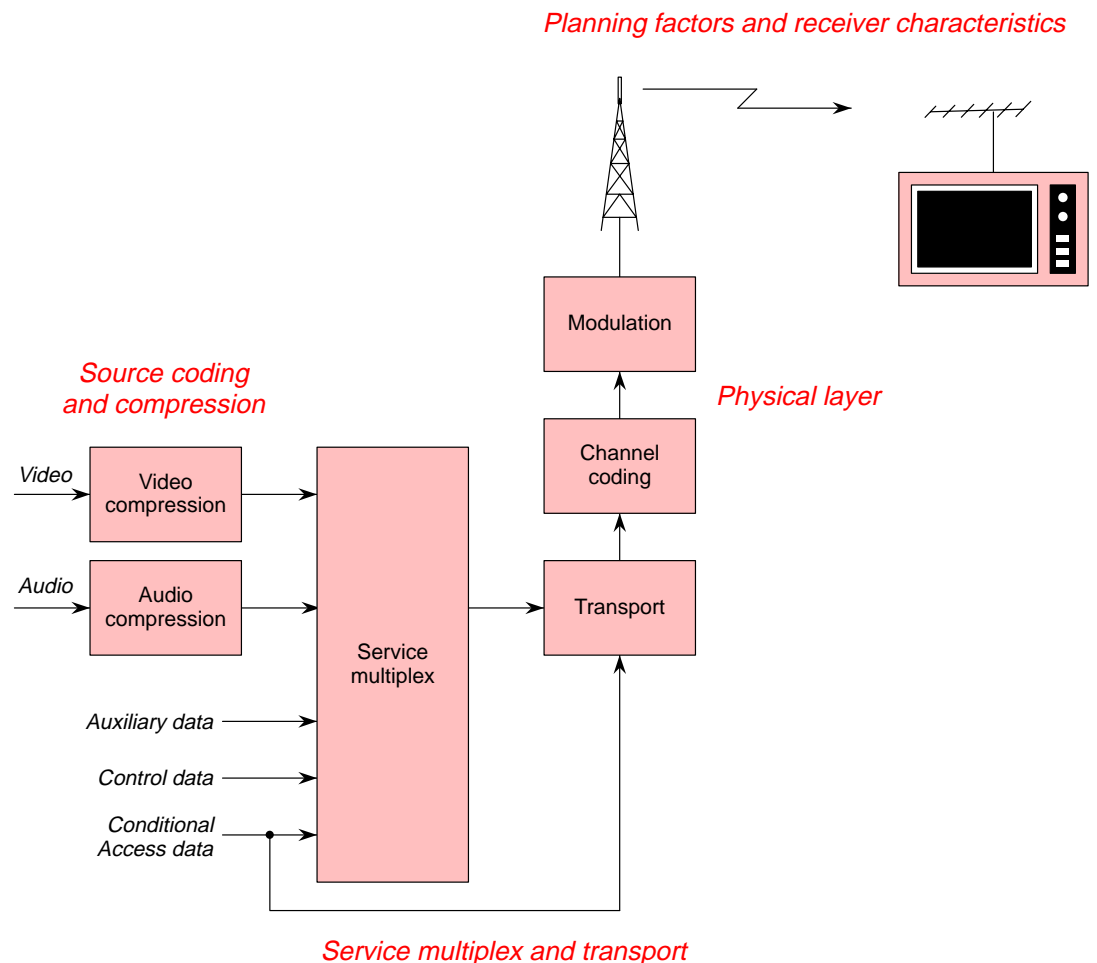 Planning factors and receiver characteristics
Modulation
Source coding
and compression
Physical layer
Channel
coding
Video
Video
compression
Audio
Audio
compression
Transport
Service
multiplex
Auxiliary data
Control data
Conditional
Access data
Service multiplex and transport